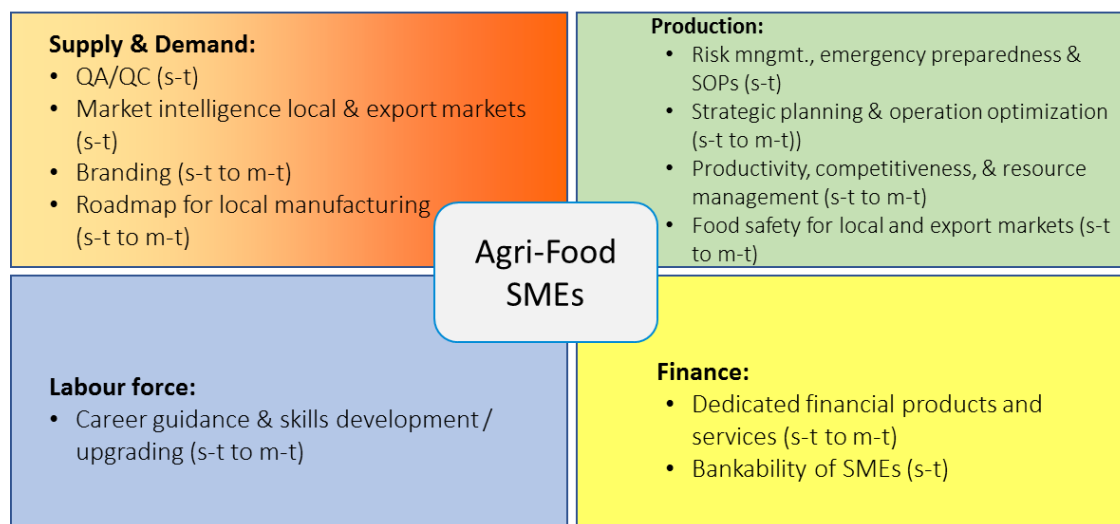 Supply & Demand:
• QA/QC (s-t)
• Market intelligence local & export markets
(s-t)
• Branding (s-t to m-t)
• Roadmap for local manufacturing
(s-t to m-t)
Production:
• Risk mngmt., emergency preparedness &
SOPs (s-t)
• Strategic planning & operation optimization
(s-t to m-t))
• Productivity, competitiveness, & resource
management (s-t to m-t)
• Food safety for local and export markets (s-t
to m-t)
Agri-Food
SMEs
Labour force:
• Career guidance & skills development /
upgrading (s-t to m-t)
Finance:
• Dedicated financial products and
services (s-t to m-t)
• Bankability of SMEs (s-t)